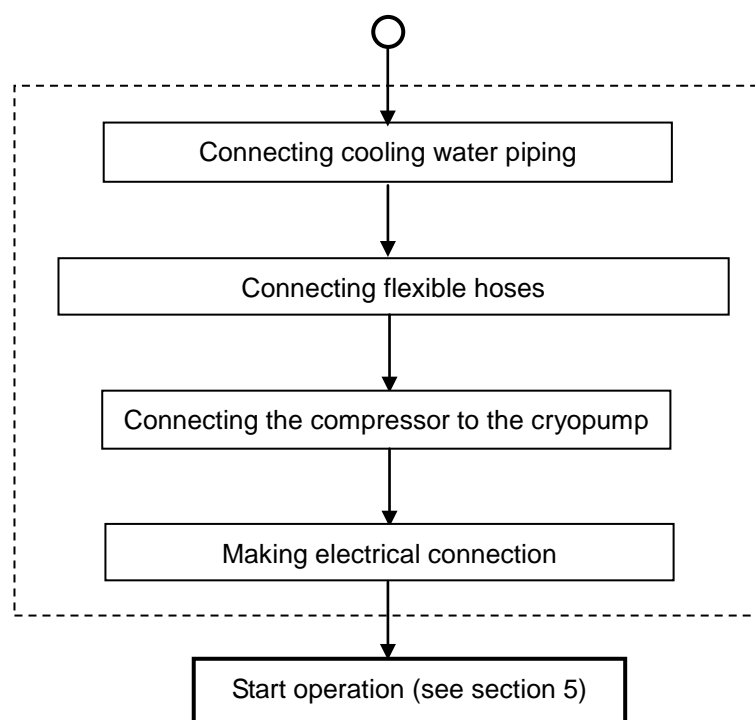 Connecting cooling water piping
Connecting flexible hoses
Connecting the compressor to the cryopump
Making electrical connection
Start operation (see section 5)